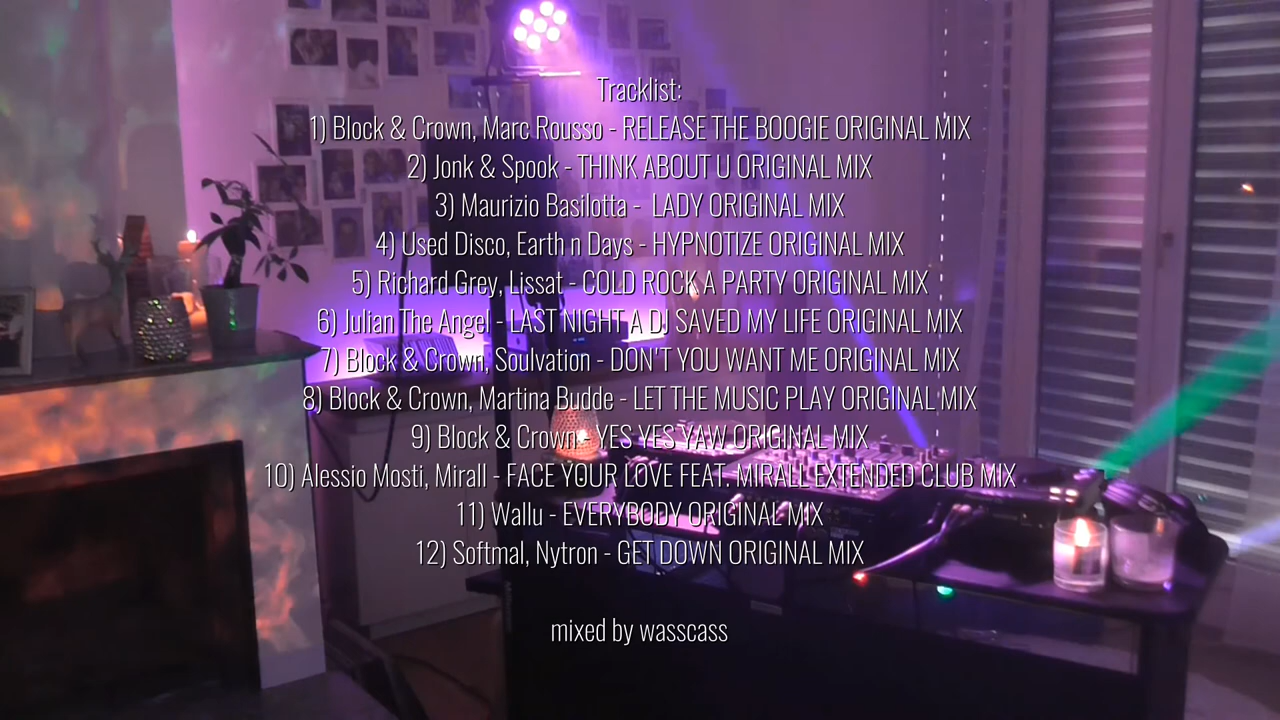 Tracklist:
1) Block & Crown, Marc Rousso - RELEASE THE BOOGIE ORIGINAL MIX
2) Jonk & Spook - THINK ABOUT U ORIGINAL MIX
3) Maurizio Basilotta - LADY ORIGINAL MIX
4) Used Disco, Earth n Days - HYPNOTIZE ORIGINAL MIX
5) Richard Grey, Lissat - COLD ROCK A PARTY ORIGINAL MIX
6) Julian The Angel - LAST NIGHT A DJ SAVED MY LIFE ORIGINAL MIX
7) Block & Crown, Soulvation - DON'T YOU WANT ME ORIGINAL MIX
8) Block & Crown, Martina Budde - LET THE MUSIC PLAY ORIGINAL MIX
9) Block & Crown - YES YES YAW ORIGINAL MIX
10) Alessio Mosti, Mirall - FACE YOUR LOVE FEAT. MIRALL EXTENDED CLUB MIX
11) Wallu - EVERYBODY ORIGINAL MIX
12) Softmal, Nytron - GET DOWN ORIGINAL MIX
mixed by wasscass